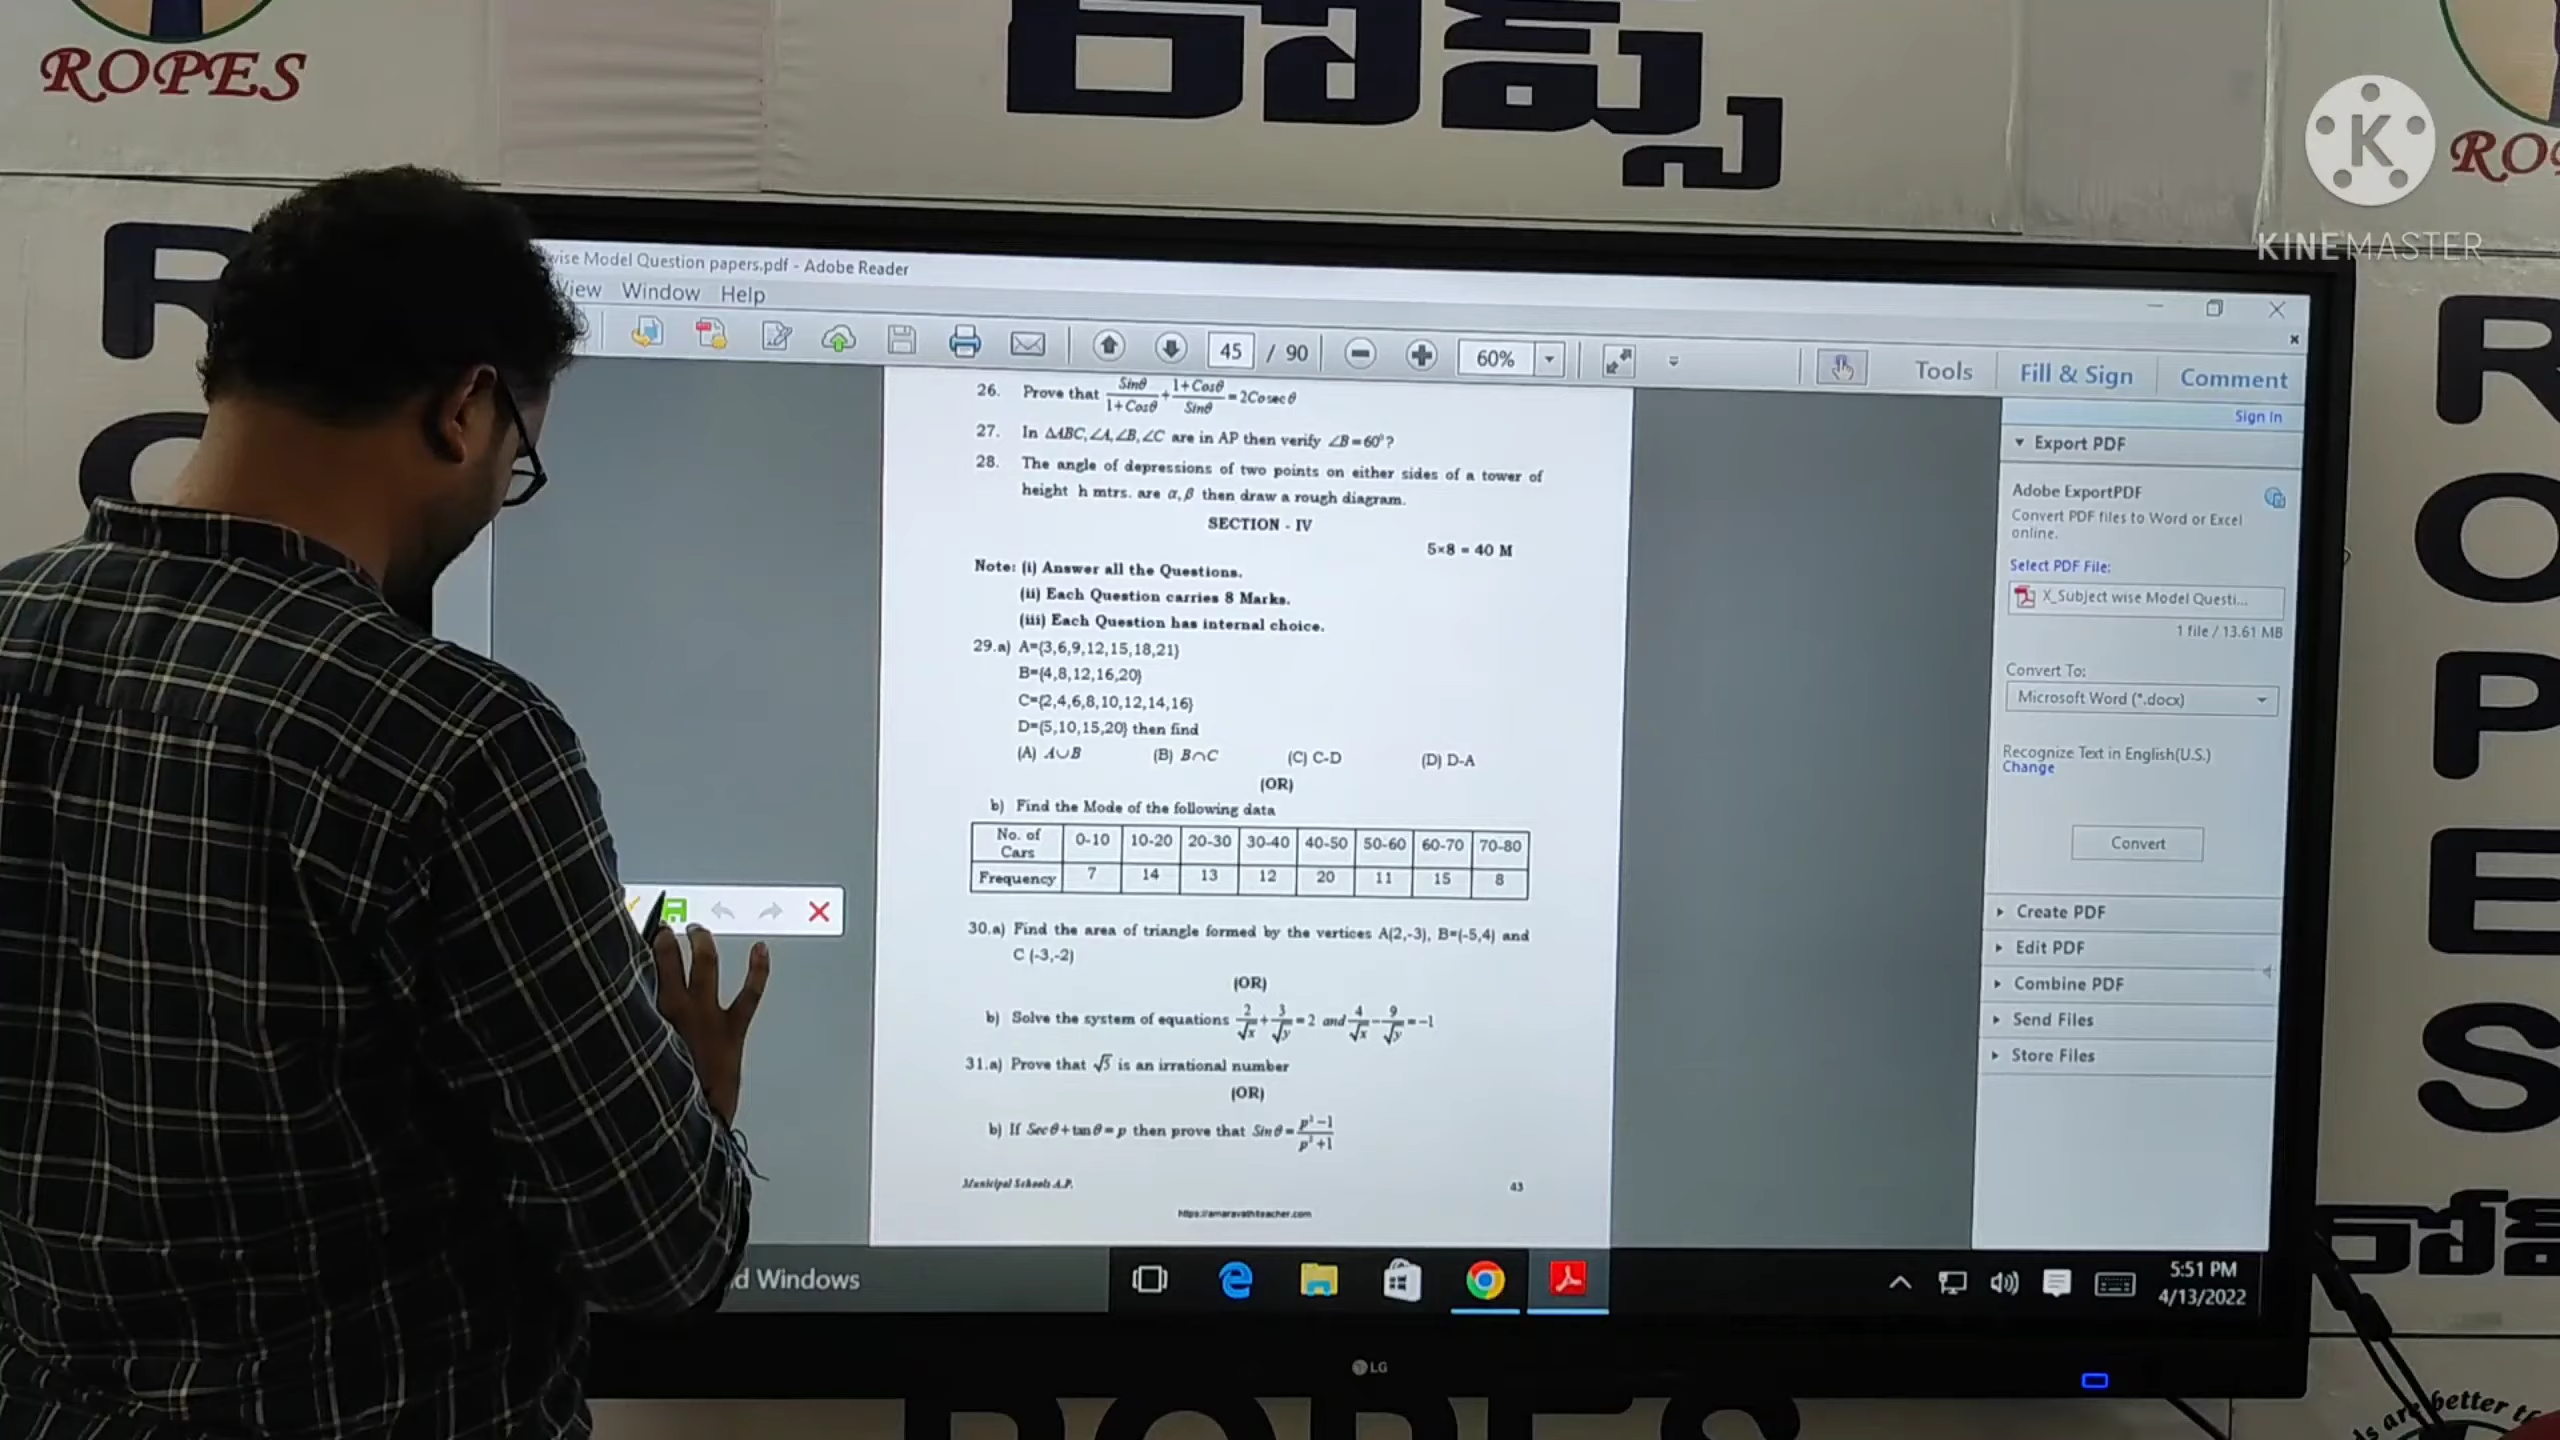 ROPES
రోప్స్
KINEMASTER
wise Model Question papers.pdf - Adobe Reader
View Window Help
45 / 90 60% Tools Fill & Sign Comment
Sign In
Export PDF
Adobe ExportPDF
Convert PDF files to Word or Excel
online.
Select PDF File:
X_Subject wise Model Questi...
1 file / 13.61 MB
Convert To:
Microsoft Word (*.docx)
Recognize Text in English(U.S.)
Change
Convert
Create PDF
Edit PDF
Combine PDF
Send Files
Store Files
26. Prove that Sinθ/(1+Cosθ) + (1+Cosθ)/Sinθ = 2Cosecθ
27. In ΔABC, ∠A, ∠B, ∠C are in AP then verify ∠B=60°?
28. The angle of depressions of two points on either sides of a tower of
height h mtrs. are α, β then draw a rough diagram.
SECTION - IV
5×8 = 40 M
Note: (i) Answer all the Questions.
(ii) Each Question carries 8 Marks.
(iii) Each Question has internal choice.
29.a) A={3,6,9,12,15,18,21}
B={4,8,12,16,20}
C={2,4,6,8,10,12,14,16}
D={5,10,15,20} then find
(A) A∪B (B) B∩C (C) C-D (D) D-A
(OR)
b) Find the Mode of the following data
No. of Cars 0-10 10-20 20-30 30-40 40-50 50-60 60-70 70-80
Frequency 7 14 13 12 20 11 15 8
30.a) Find the area of triangle formed by the vertices A(2,-3), B=(-5,4) and
C (-3,-2)
(OR)
b) Solve the system of equations 2/√x + 3/√y = 2 and 4/√x - 9/√y = -1
31.a) Prove that √5 is an irrational number
(OR)
b) If Secθ+tanθ=p then prove that Sinθ = (p²-1)/(p²+1)
Municipal Schools A.P. 43
https://amaravathiteacher.com
d Windows
5:51 PM
4/13/2022
LG
ROPES
ROPES
better